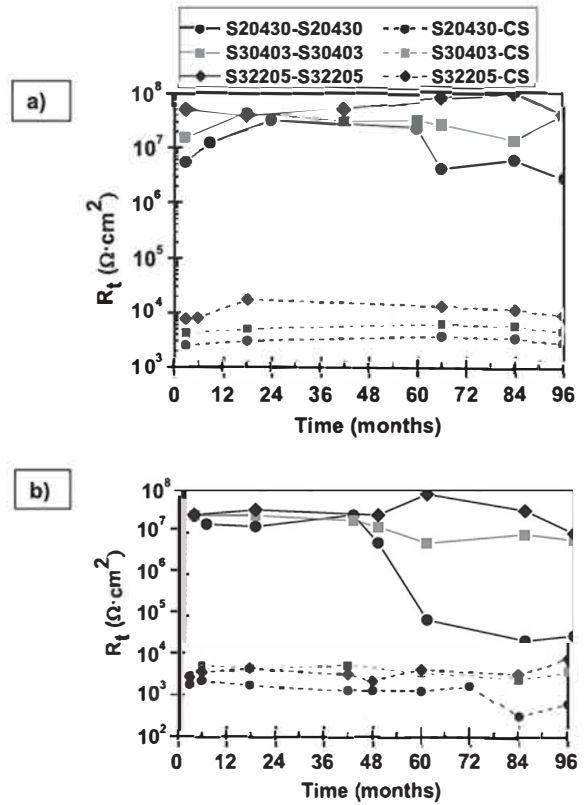 S20430-S20430 S20430-CS
S30403-S30403 S30403-CS
S32205-S32205 S32205-CS
a)
10⁸
10⁷
10⁶
10⁵
10⁴
10³
Rt (Ω·cm²)
0 12 24 36 48 60 72 84 96
Time (months)
b)
10⁸
10⁷
10⁶
10⁵
10⁴
10³
10²
Rt (Ω·cm²)
0 12 24 36 48 60 72 84 96
Time (months)